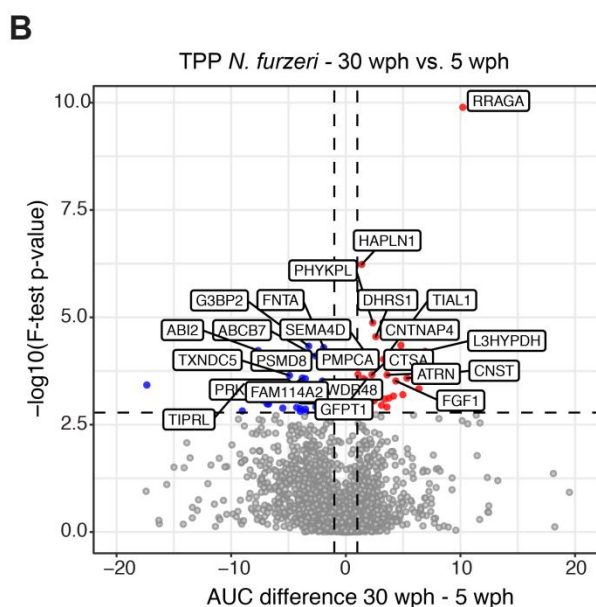 B
TPP N. furzeri - 30 wph vs. 5 wph
10.0
RRAGA
7.5
HAPLN1
PHYKPL
G3BP2
FNTA
DHRS1
TIAL1
5.0
ABI2
ABCB7
SEMA4D
CNTNAP4
L3HYPDH
TXNDC5
PSMD8
PMPCA
CTSA
ATRN
CNST
FAM114A2
WDR48
TIPRL
GFPT1
FGF1
2.5
0.0
−log10(F-test p-value)
−20
−10
0
10
20
AUC difference 30 wph - 5 wph